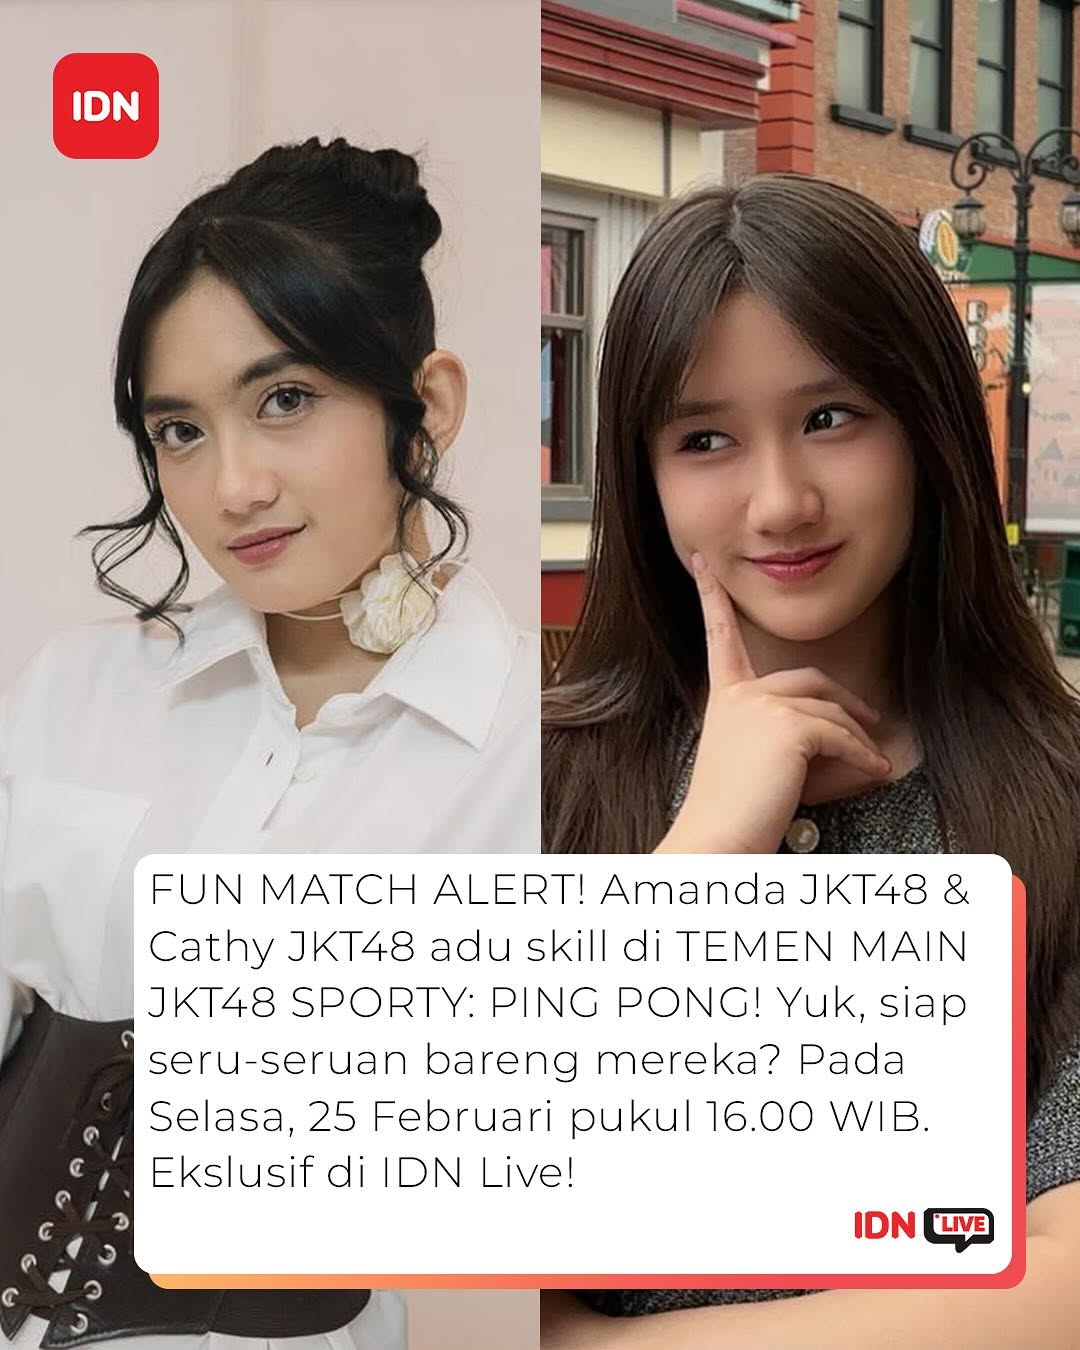 IDN
FUN MATCH ALERT! Amanda JKT48 &
Cathy JKT48 adu skill di TEMEN MAIN
JKT48 SPORTY: PING PONG! Yuk, siap
seru-seruan bareng mereka? Pada
Selasa, 25 Februari pukul 16.00 WIB.
Ekslusif di IDN Live!
IDN LIVE